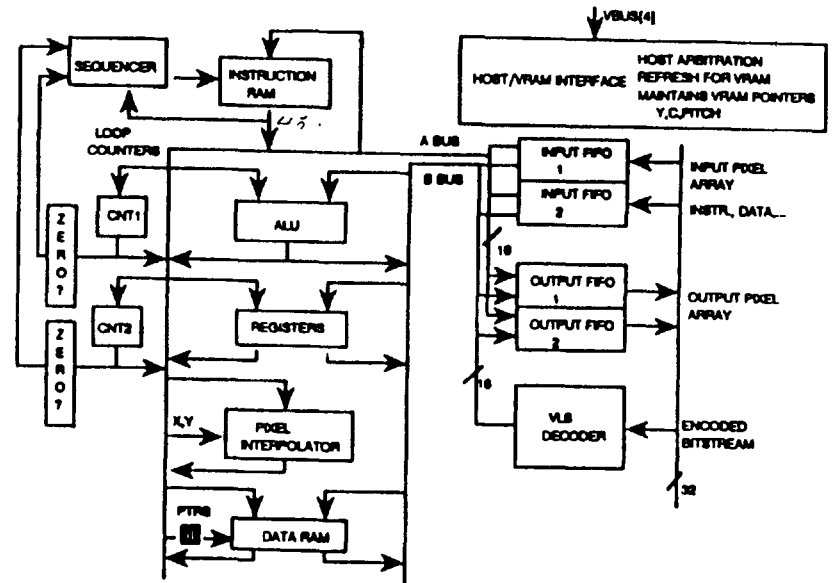 VBUS[4]
SEQUENCER
INSTRUCTION
RAM
HOST/VRAM INTERFACE
HOST ARBITRATION
REFRESH FOR VRAM
MAINTAINS VRAM POINTERS
Y,C,PITCH
LOOP
COUNTERS
A BUS
B BUS
INPUT FIFO
1
INPUT FIFO
2
INPUT PIXEL
ARRAY
INSTR., DATA,...
CNT1
ALU
ZERO?
16
OUTPUT FIFO
1
OUTPUT FIFO
2
OUTPUT PIXEL
ARRAY
CNT2
REGISTERS
ZERO?
16
X,Y
PIXEL
INTERPOLATOR
DECODER
ENCODED
BITSTREAM
32
PTRS
DATA RAM